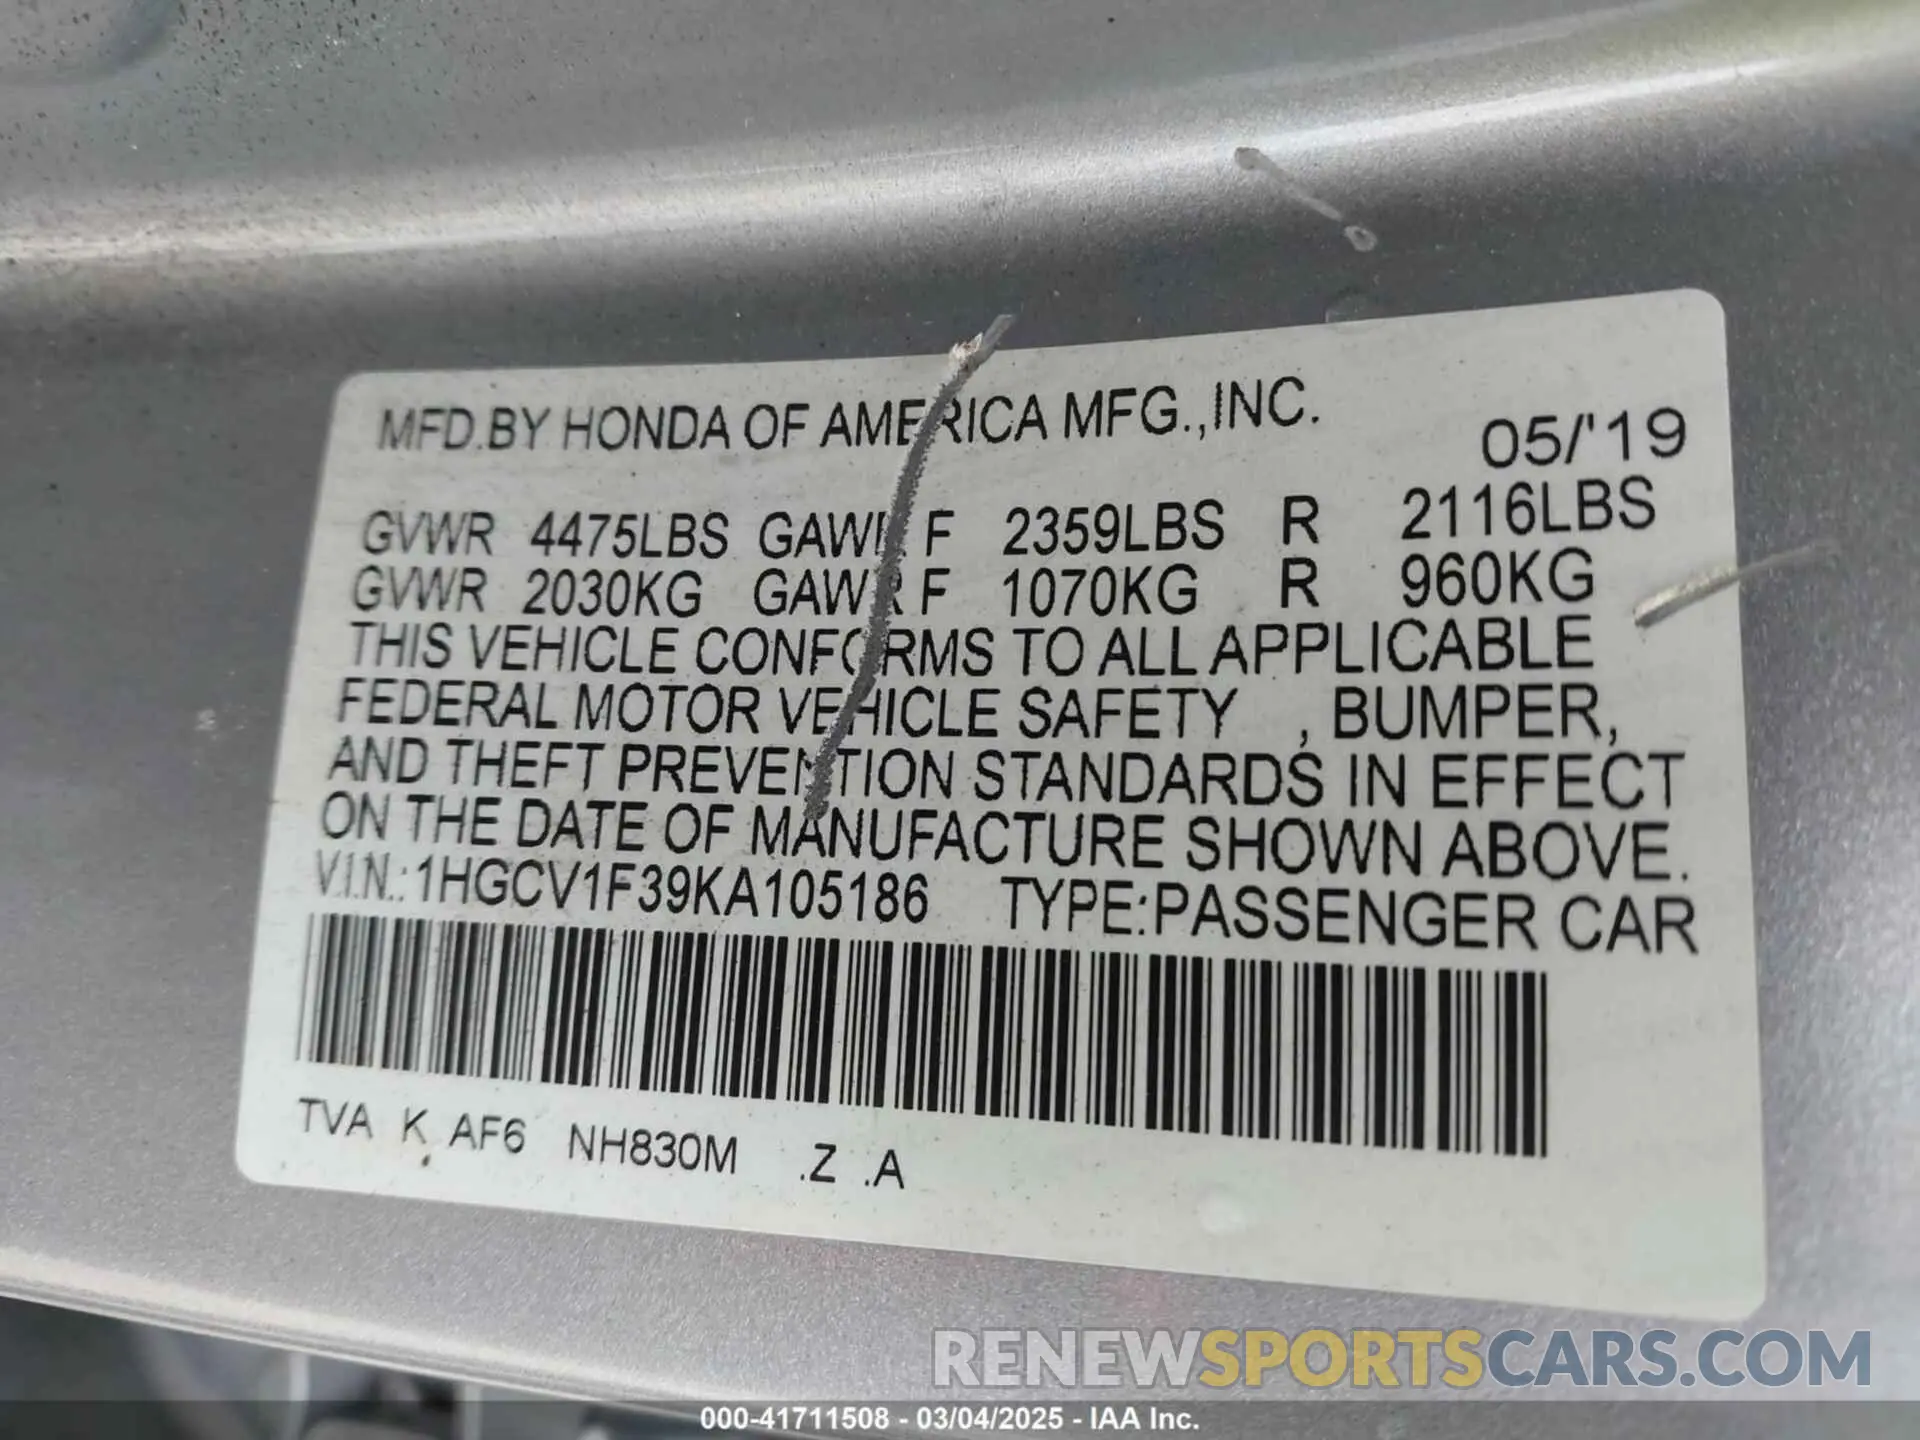 MFD.BY HONDA OF AMERICA MFG.,INC. 05/'19
GVWR 4475LBS GAWR F 2359LBS R 2116LBS
GVWR 2030KG GAWR F 1070KG R 960KG
THIS VEHICLE CONFORMS TO ALL APPLICABLE
FEDERAL MOTOR VEHICLE SAFETY , BUMPER,
AND THEFT PREVENTION STANDARDS IN EFFECT
ON THE DATE OF MANUFACTURE SHOWN ABOVE.
V.I.N.:1HGCV1F39KA105186 TYPE:PASSENGER CAR
TVA K AF6 NH830M .Z .A
RENEWSPORTSCARS.COM
000-41711508 - 03/04/2025 - IAA Inc.